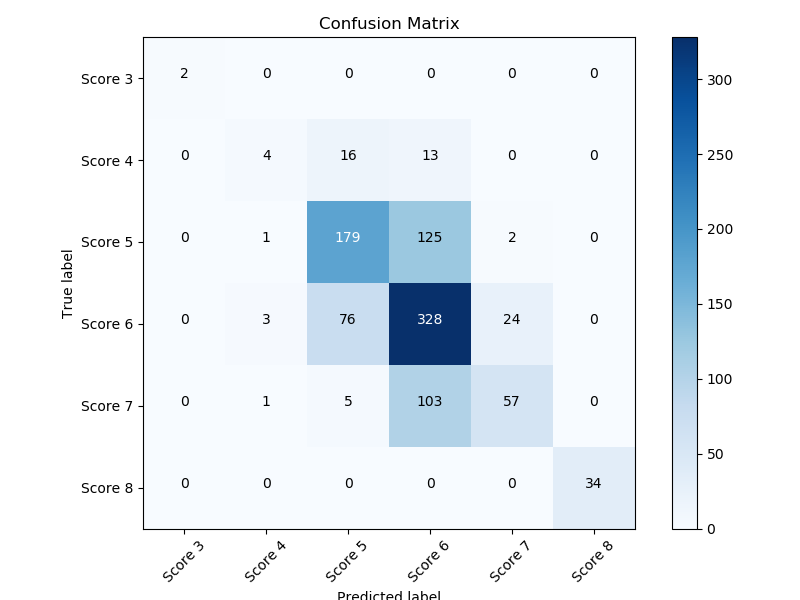 Confusion Matrix
Score 3 2 0 0 0 0 0
Score 4 0 4 16 13 0 0
Score 5 0 1 179 125 2 0
Score 6 0 3 76 328 24 0
Score 7 0 1 5 103 57 0
Score 8 0 0 0 0 0 34
True label
Score 3 Score 4 Score 5 Score 6 Score 7 Score 8
Predicted label
300
250
200
150
100
50
0